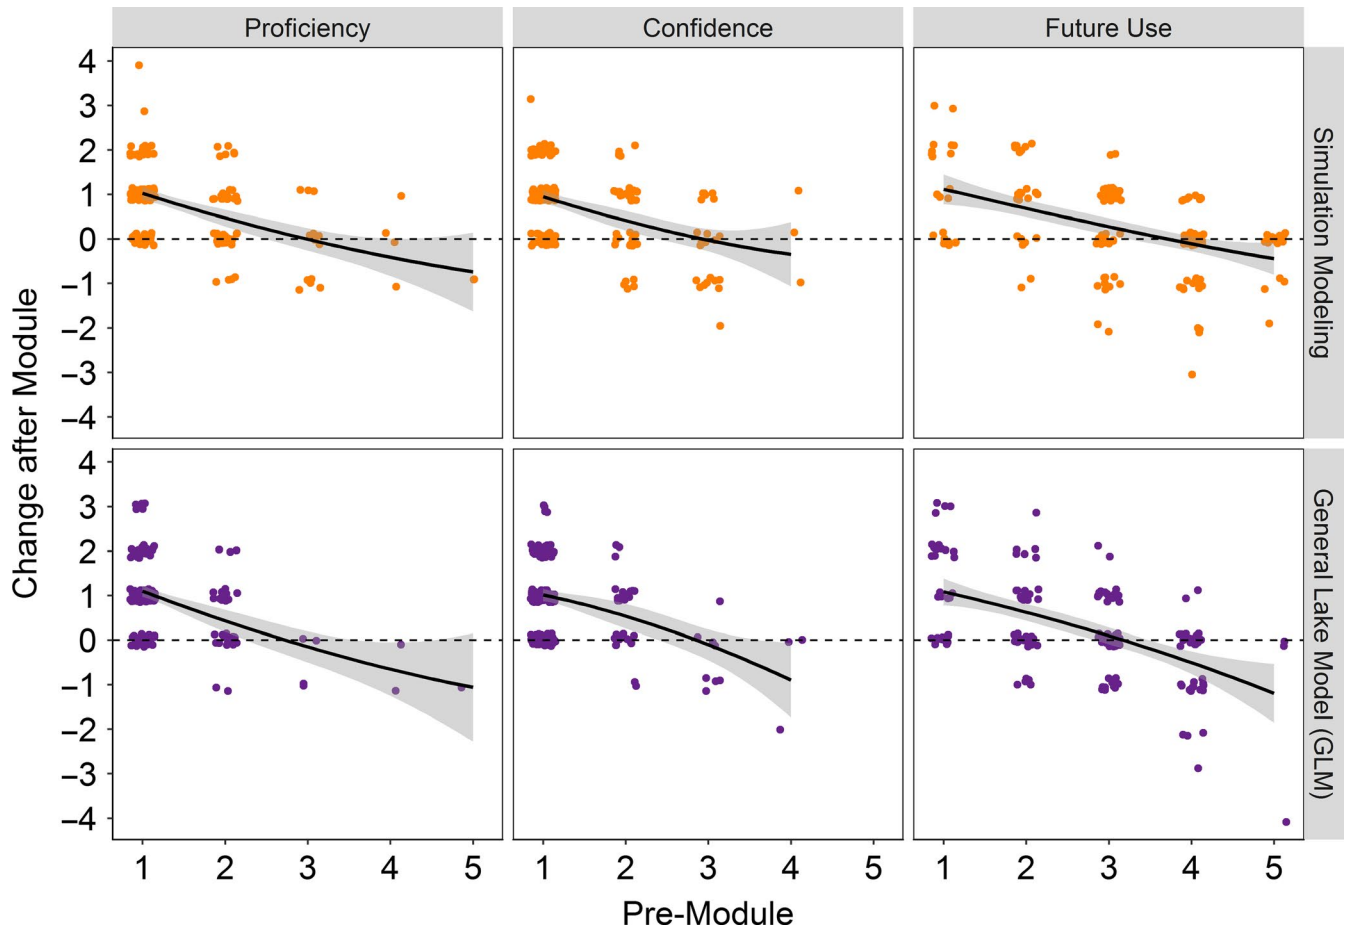 Proficiency
Confidence
Future Use
4
3
2
1
0
−1
−2
−3
−4
Simulation Modeling
4
3
2
1
0
−1
−2
−3
−4
General Lake Model (GLM)
Change after Module
1 2 3 4 5
1 2 3 4 5
1 2 3 4 5
Pre-Module